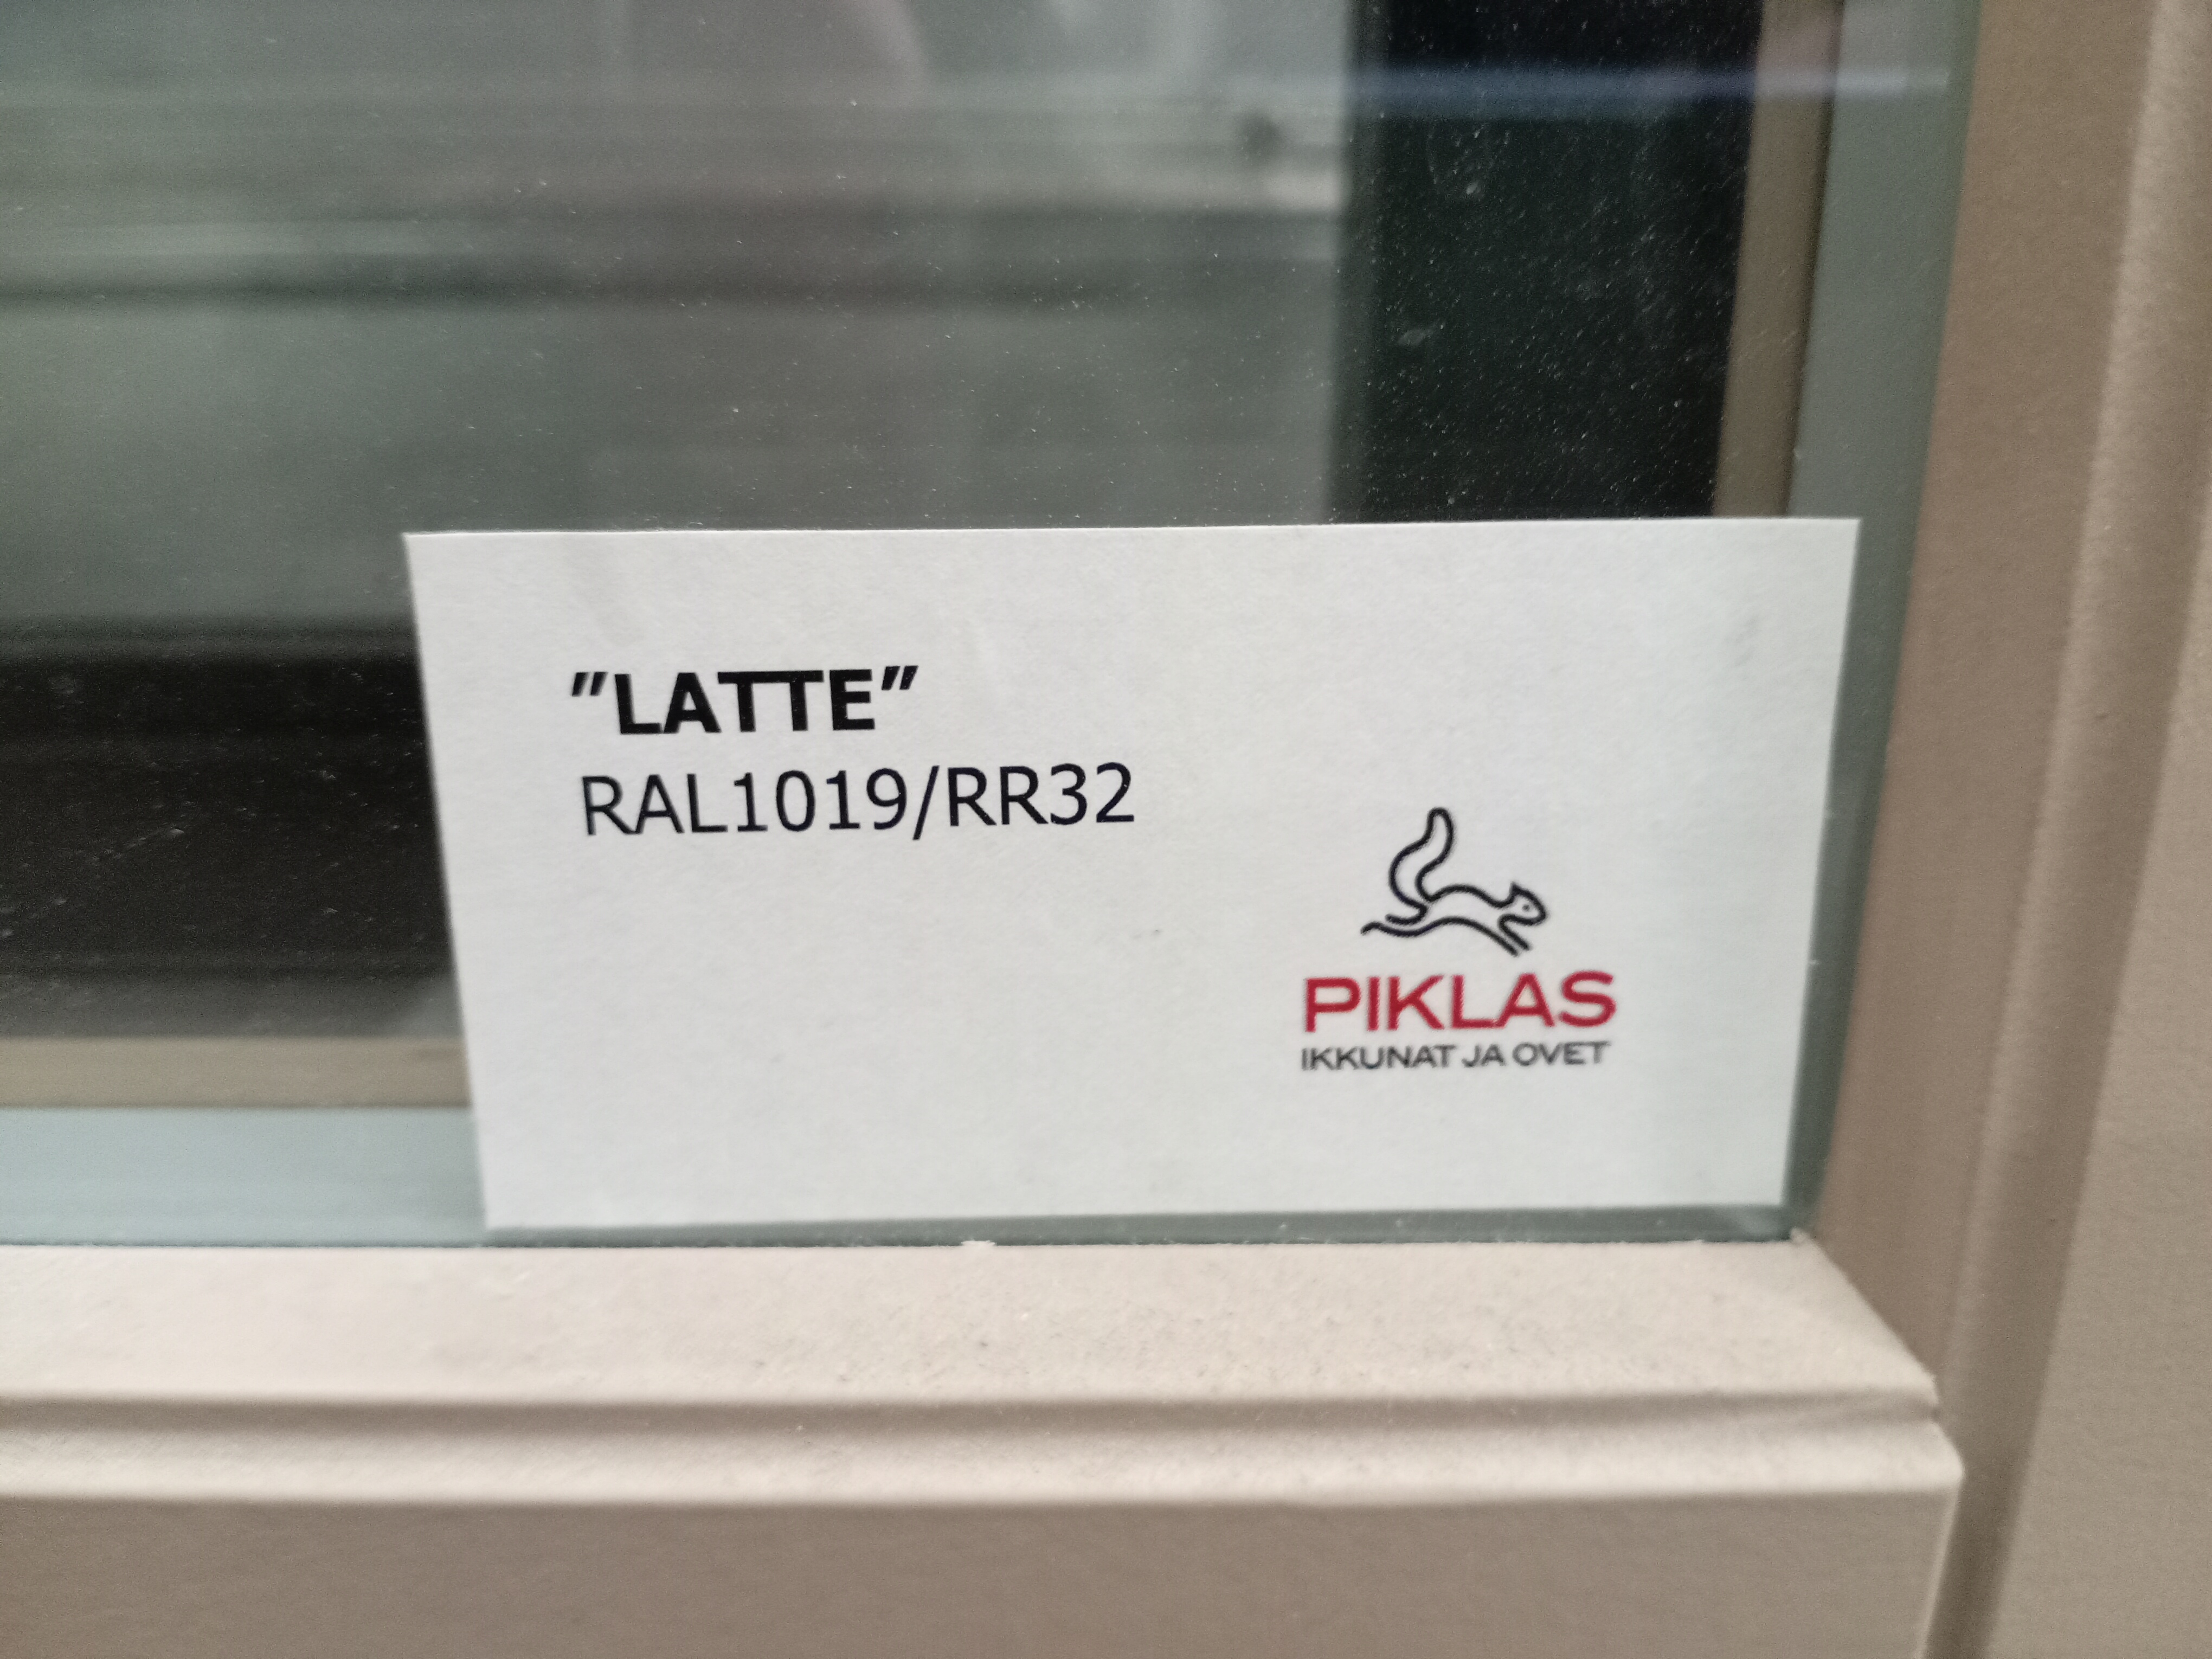 ”LATTE”
RAL1019/RR32
PIKLAS
IKKUNAT JA OVET